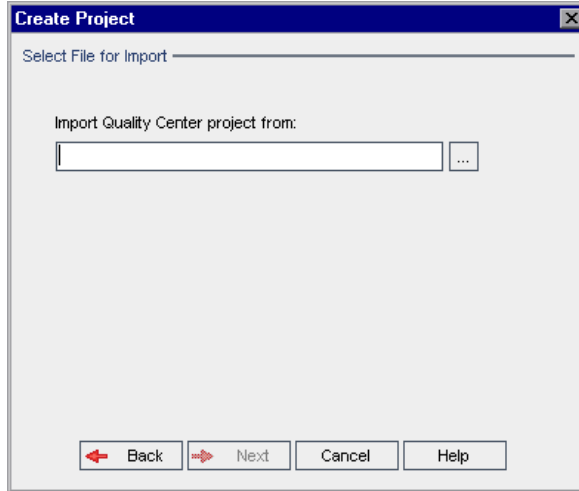 Create Project
Select File for Import
Import Quality Center project from:
...
Back Next Cancel Help